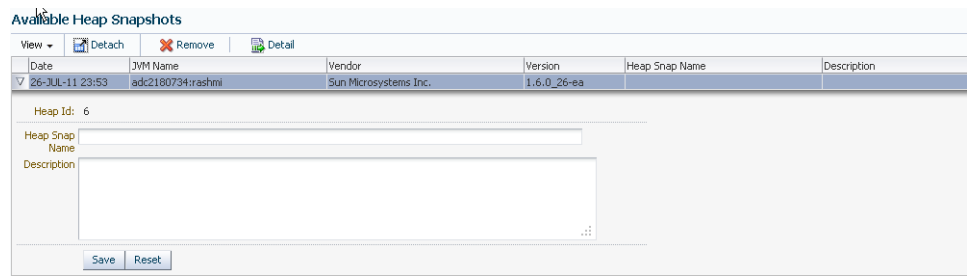 Available Heap Snapshots
View Detach Remove Detail
Date JVM Name Vendor Version Heap Snap Name Description
26-JUL-11 23:53 adc2180734:rashmi Sun Microsystems Inc. 1.6.0_26-ea
Heap Id: 6
Heap Snap
Name
Description
Save Reset